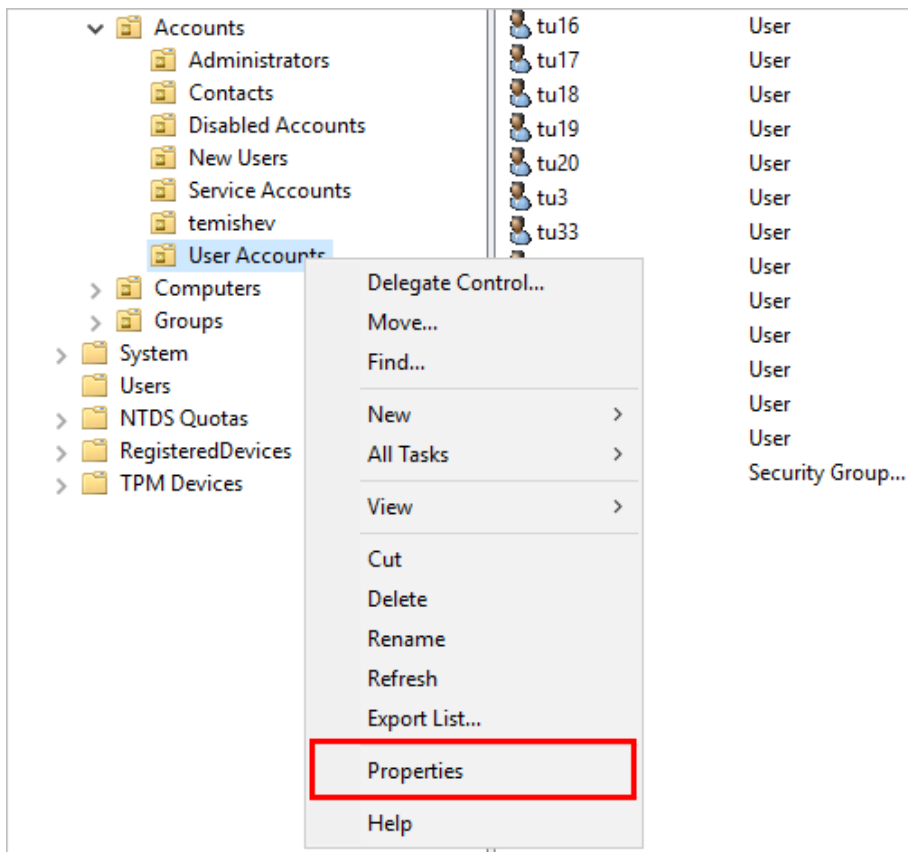 Accounts
Administrators
Contacts
Disabled Accounts
New Users
Service Accounts
temishev
User Accounts
Computers
Groups
System
Users
NTDS Quotas
RegisteredDevices
TPM Devices
tu16 User
tu17 User
tu18 User
tu19 User
tu20 User
tu3 User
tu33 User
User
User
User
User
User
User
Security Group...
Delegate Control...
Move...
Find...
New
All Tasks
View
Cut
Delete
Rename
Refresh
Export List...
Properties
Help